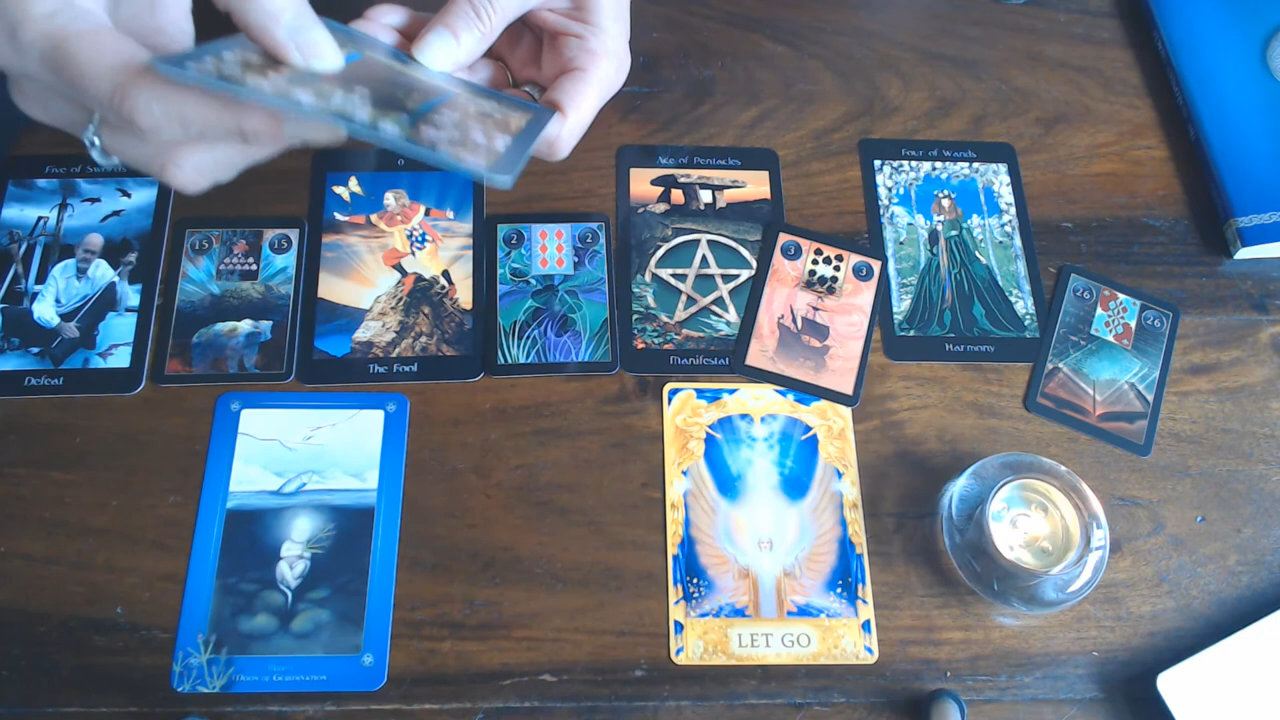 Five of Swords
0
Ace of Pentacles
Four of Wands
15 15
2 2
3 3
26 26
Defeat
The Fool
Manifestat
Harmony
LET GO
Moon of Germination